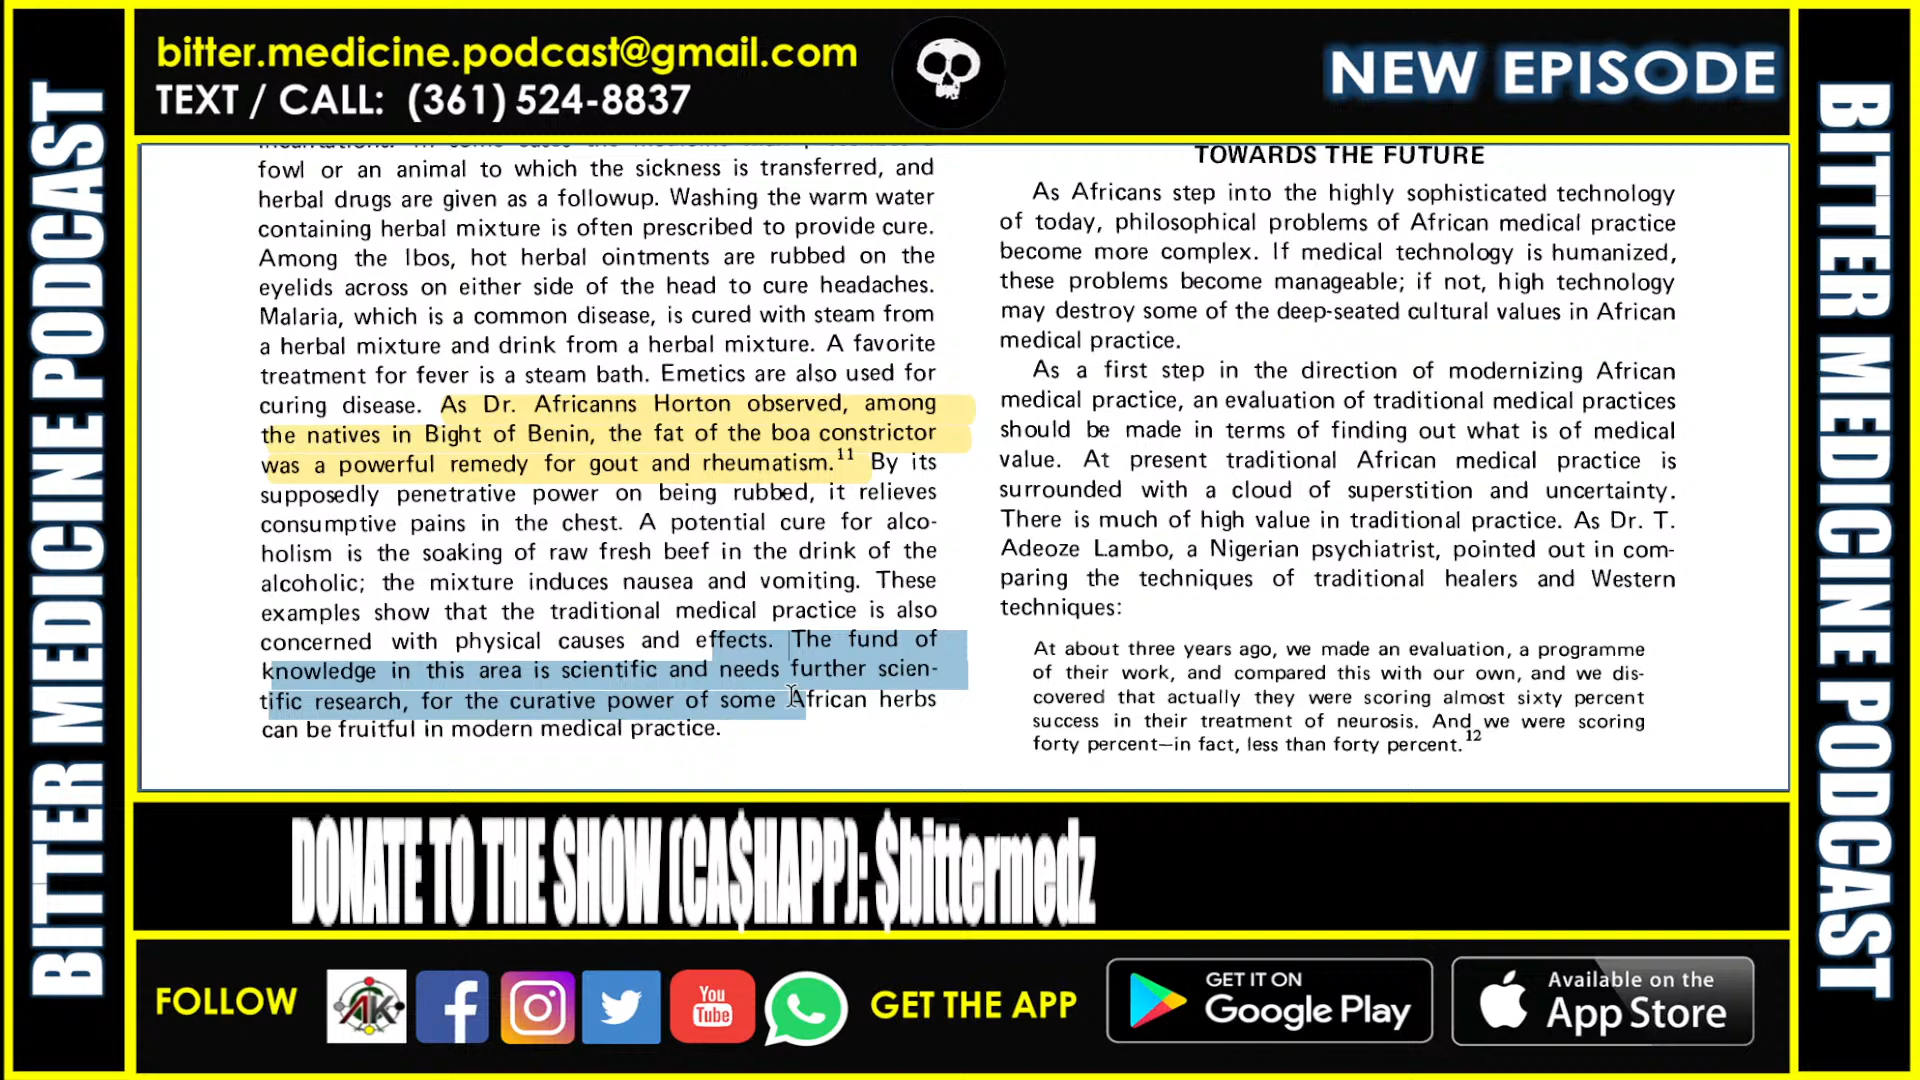 bitter.medicine.podcast@gmail.com
TEXT / CALL: (361) 524-8837
NEW EPISODE
BITTER MEDICINE PODCAST
fowl or an animal to which the sickness is transferred, and
herbal drugs are given as a followup. Washing the warm water
containing herbal mixture is often prescribed to provide cure.
Among the Ibos, hot herbal ointments are rubbed on the
eyelids across on either side of the head to cure headaches.
Malaria, which is a common disease, is cured with steam from
a herbal mixture and drink from a herbal mixture. A favorite
treatment for fever is a steam bath. Emetics are also used for
curing disease. As Dr. Africanns Horton observed, among
the natives in Bight of Benin, the fat of the boa constrictor
was a powerful remedy for gout and rheumatism.11 By its
supposedly penetrative power on being rubbed, it relieves
consumptive pains in the chest. A potential cure for alco-
holism is the soaking of raw fresh beef in the drink of the
alcoholic; the mixture induces nausea and vomiting. These
examples show that the traditional medical practice is also
concerned with physical causes and effects. The fund of
knowledge in this area is scientific and needs further scien-
tific research, for the curative power of some African herbs
can be fruitful in modern medical practice.
TOWARDS THE FUTURE
As Africans step into the highly sophisticated technology
of today, philosophical problems of African medical practice
become more complex. If medical technology is humanized,
these problems become manageable; if not, high technology
may destroy some of the deep-seated cultural values in African
medical practice.
As a first step in the direction of modernizing African
medical practice, an evaluation of traditional medical practices
should be made in terms of finding out what is of medical
value. At present traditional African medical practice is
surrounded with a cloud of superstition and uncertainty.
There is much of high value in traditional practice. As Dr. T.
Adeoze Lambo, a Nigerian psychiatrist, pointed out in com-
paring the techniques of traditional healers and Western
techniques:
At about three years ago, we made an evaluation, a programme
of their work, and compared this with our own, and we dis-
covered that actually they were scoring almost sixty percent
success in their treatment of neurosis. And we were scoring
forty percent—in fact, less than forty percent.12
BITTER MEDICINE PODCAST
DONATE TO THE SHOW (CA$HAPP): $bittermedz
FOLLOW
AK
You
Tube
GET THE APP
GET IT ON
Google Play
Available on the
App Store